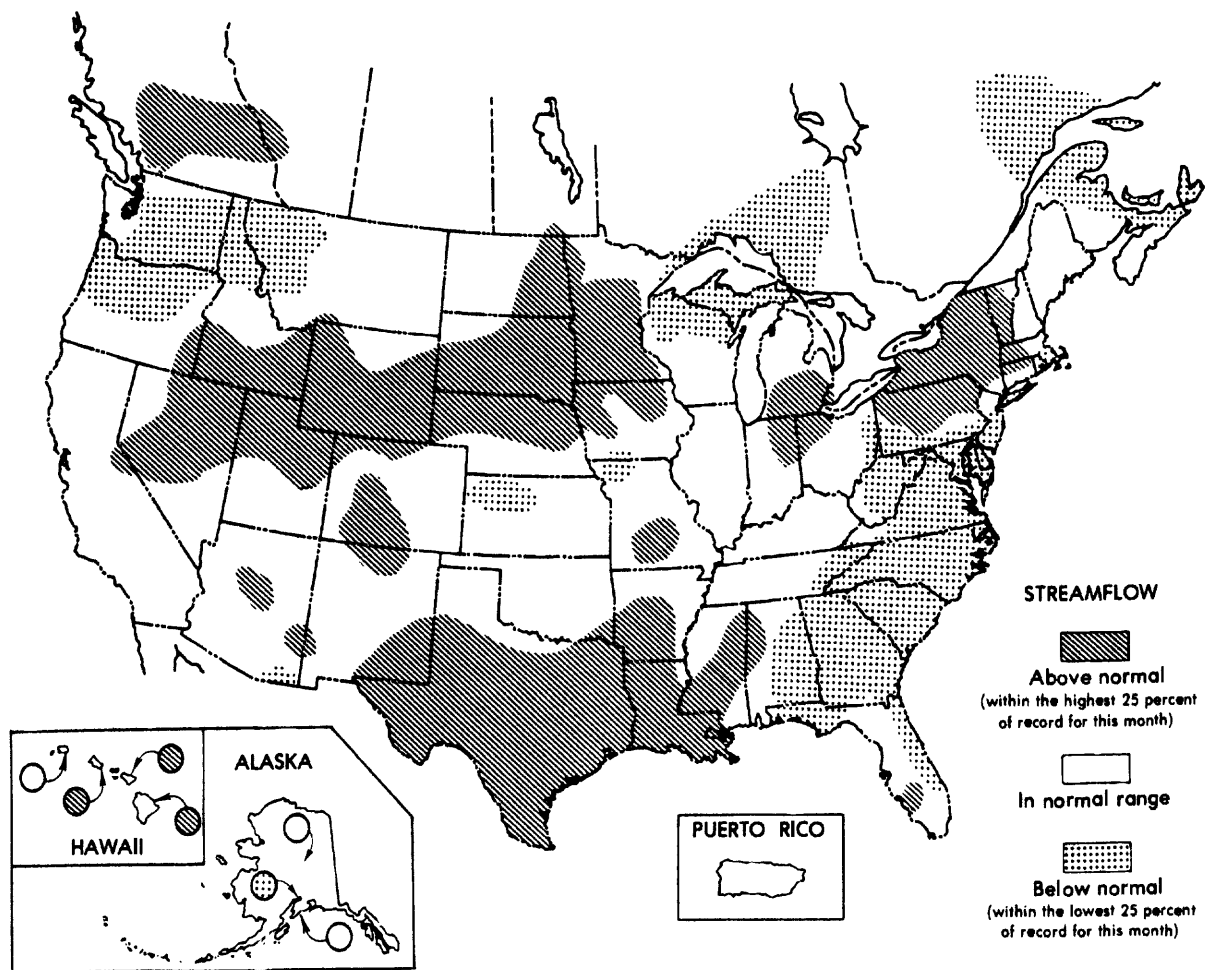 STREAMFLOW
Above normal
(within the highest 25 percent
of record for this month)
In normal range
Below normal
(within the lowest 25 percent
of record for this month)
ALASKA
HAWAII
PUERTO RICO